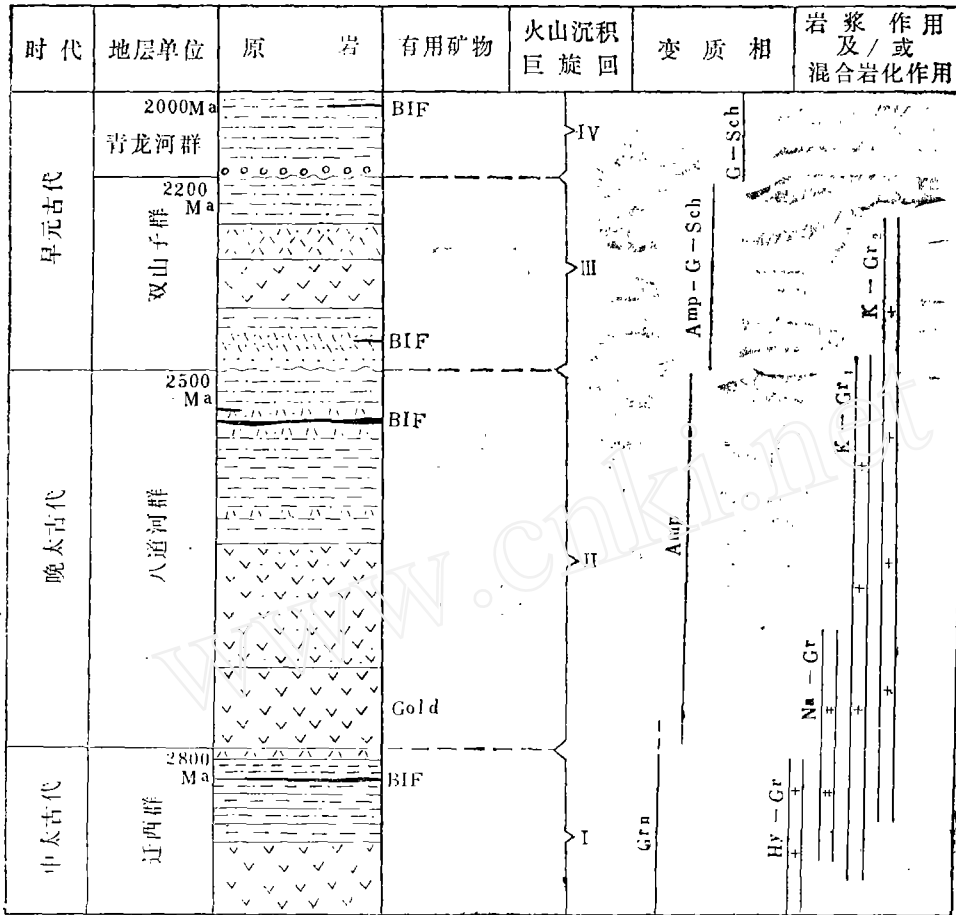 时代
地层单位
原岩
有用矿物
火山沉积
巨旋回
变质相
岩浆作用
及/或
混合岩化作用
早元古代
2000Ma
青龙河群
BIF
IV
G-Sch
2200
Ma
双山子群
III
Amp-G-Sch
K-Gr2
BIF
晚太古代
2500
Ma
八道河群
BIF
II
Amp
K-Gr1
Gold
Na-Gr
中太古代
2800
Ma
迁西群
BIF
I
Grn
Hy-Gr
www.cnki.net